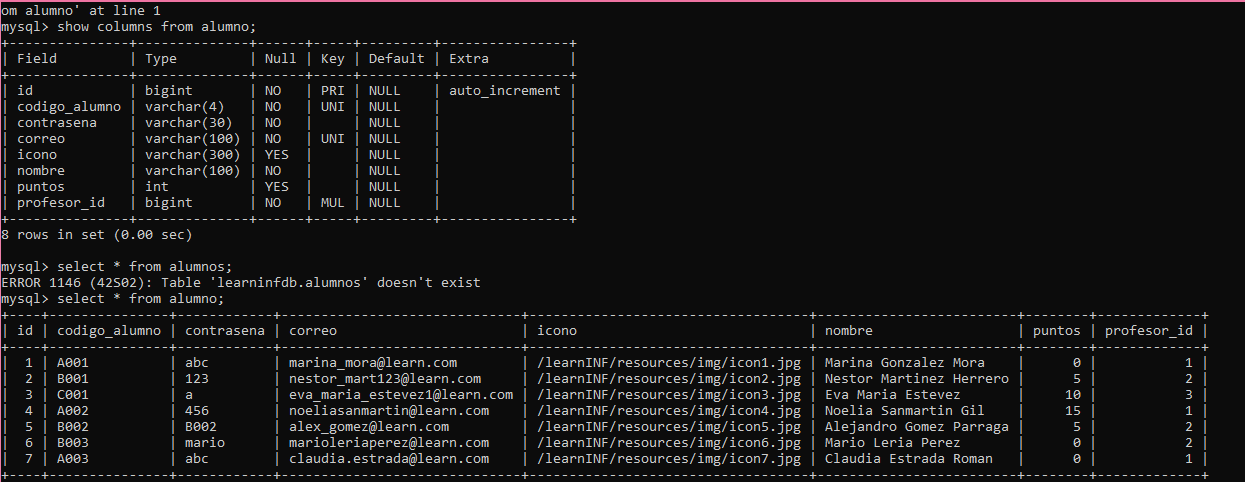 om alumno' at line 1
mysql> show columns from alumno;
+---------------+--------------+------+-----+---------+----------------+
| Field         | Type         | Null | Key | Default | Extra          |
+---------------+--------------+------+-----+---------+----------------+
| id            | bigint       | NO   | PRI | NULL    | auto_increment |
| codigo_alumno | varchar(4)   | NO   | UNI | NULL    |                |
| contrasena    | varchar(30)  | NO   |     | NULL    |                |
| correo        | varchar(100) | NO   | UNI | NULL    |                |
| icono         | varchar(300) | YES  |     | NULL    |                |
| nombre        | varchar(100) | NO   |     | NULL    |                |
| puntos        | int          | YES  |     | NULL    |                |
| profesor_id   | bigint       | NO   | MUL | NULL    |                |
+---------------+--------------+------+-----+---------+----------------+
8 rows in set (0.00 sec)
mysql> select * from alumnos;
ERROR 1146 (42S02): Table 'learninfdb.alumnos' doesn't exist
mysql> select * from alumno;
+----+---------------+------------+------------------------------+-----------------------------------+--------------------------+--------+-------------+
| id | codigo_alumno | contrasena | correo                       | icono                             | nombre                   | puntos | profesor_id |
+----+---------------+------------+------------------------------+-----------------------------------+--------------------------+--------+-------------+
|  1 | A001          | abc        | marina_mora@learn.com        | /learnINF/resources/img/icon1.jpg | Marina Gonzalez Mora     |      0 |           1 |
|  2 | B001          | 123        | nestor_mart123@learn.com     | /learnINF/resources/img/icon2.jpg | Nestor Martinez Herrero  |      5 |           2 |
|  3 | C001          | a          | eva_maria_estevez1@learn.com | /learnINF/resources/img/icon3.jpg | Eva Maria Estevez        |     10 |           3 |
|  4 | A002          | 456        | noeliasanmartin@learn.com    | /learnINF/resources/img/icon4.jpg | Noelia Sanmartin Gil     |     15 |           1 |
|  5 | B002          | B002       | alex_gomez@learn.com         | /learnINF/resources/img/icon5.jpg | Alejandro Gomez Parraga  |      5 |           2 |
|  6 | B003          | mario      | marioleriaperez@learn.com    | /learnINF/resources/img/icon6.jpg | Mario Leria Perez        |      0 |           2 |
|  7 | A003          | abc        | claudia.estrada@learn.com    | /learnINF/resources/img/icon7.jpg | Claudia Estrada Roman    |      0 |           1 |
+----+---------------+------------+------------------------------+-----------------------------------+--------------------------+--------+-------------+